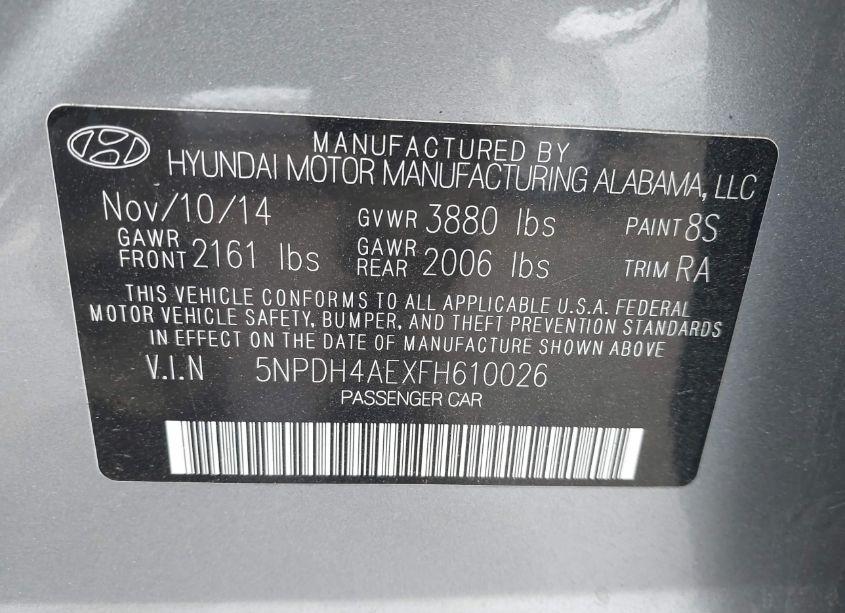 MANUFACTURED BY
HYUNDAI MOTOR MANUFACTURING ALABAMA, LLC
Nov/10/14 GVWR 3880 lbs PAINT 8S
GAWR FRONT 2161 lbs GAWR REAR 2006 lbs TRIM RA
THIS VEHICLE CONFORMS TO ALL APPLICABLE U.S.A. FEDERAL
MOTOR VEHICLE SAFETY, BUMPER, AND THEFT PREVENTION STANDARDS
IN EFFECT ON THE DATE OF MANUFACTURE SHOWN ABOVE
V.I.N 5NPDH4AEXFH610026
PASSENGER CAR